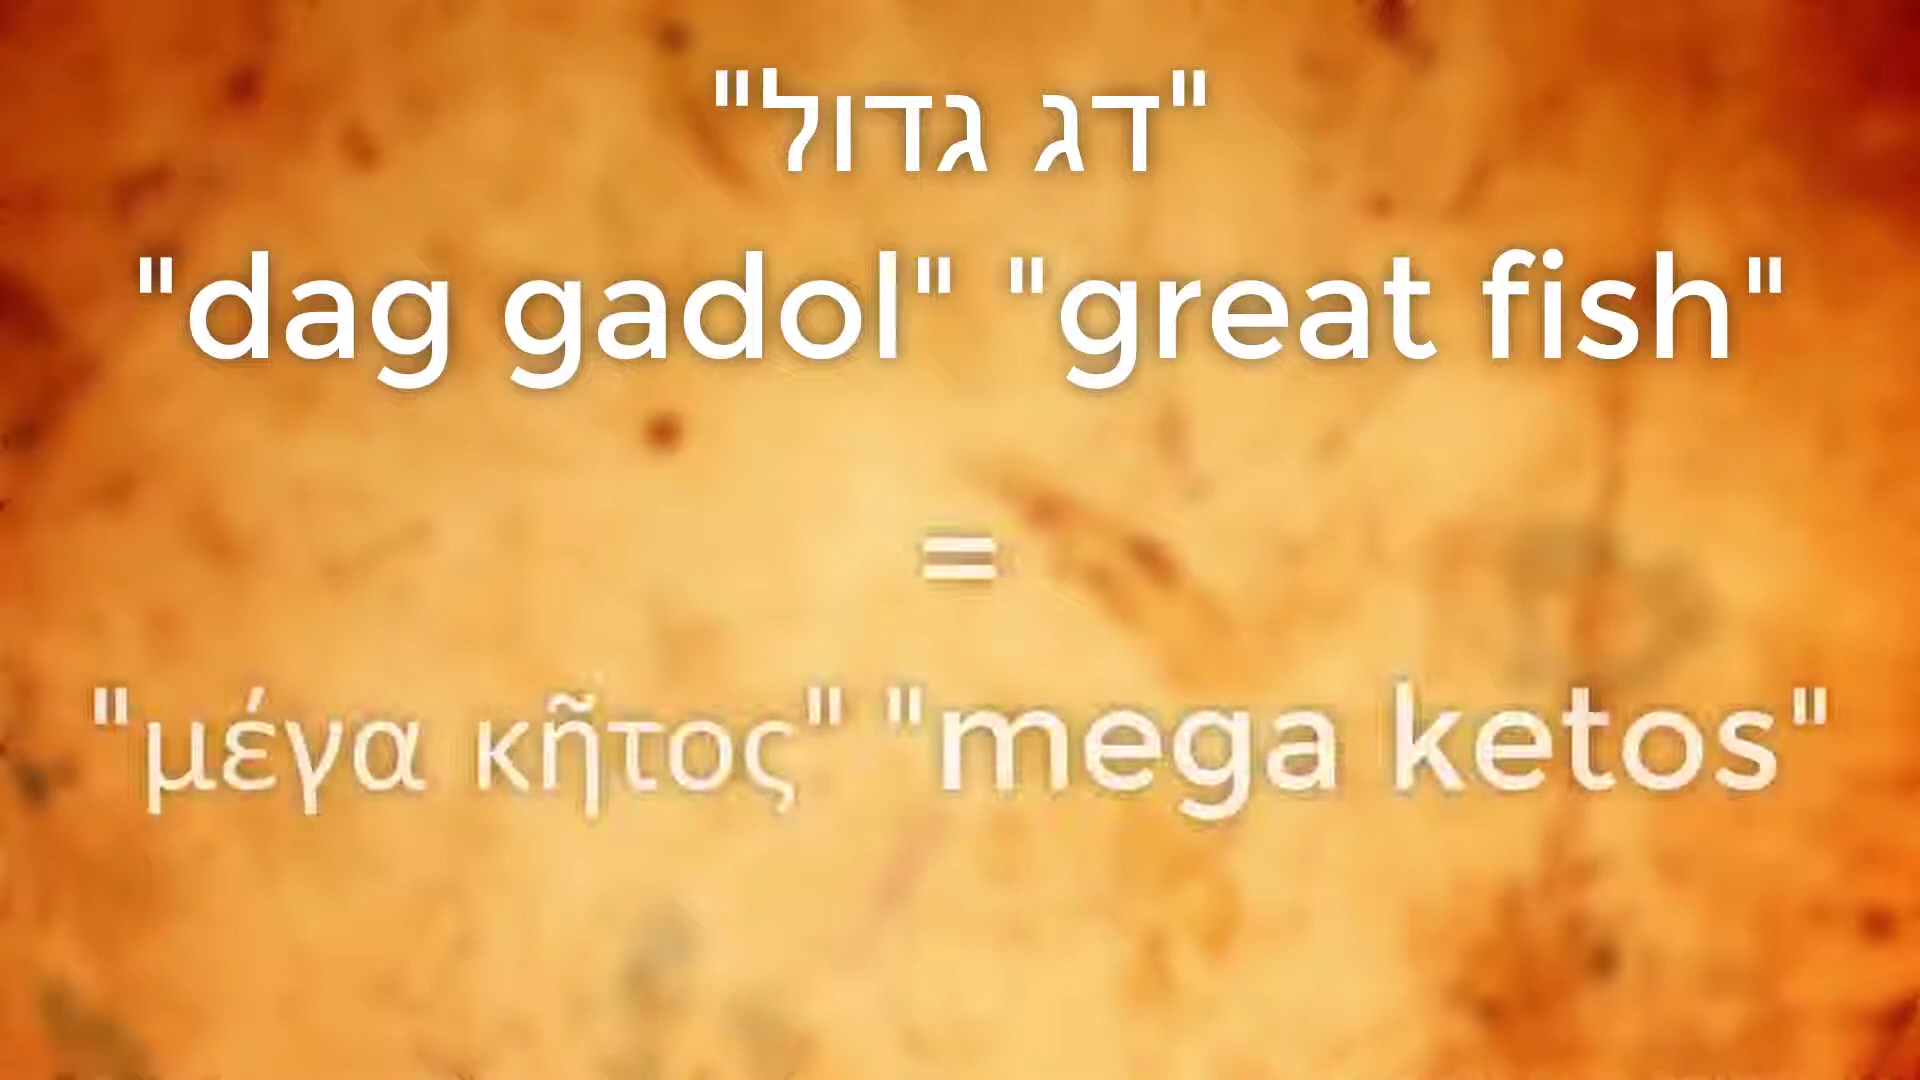 "דג גדול"
"dag gadol" "great fish"
=
"μέγα κῆτος" "mega ketos"